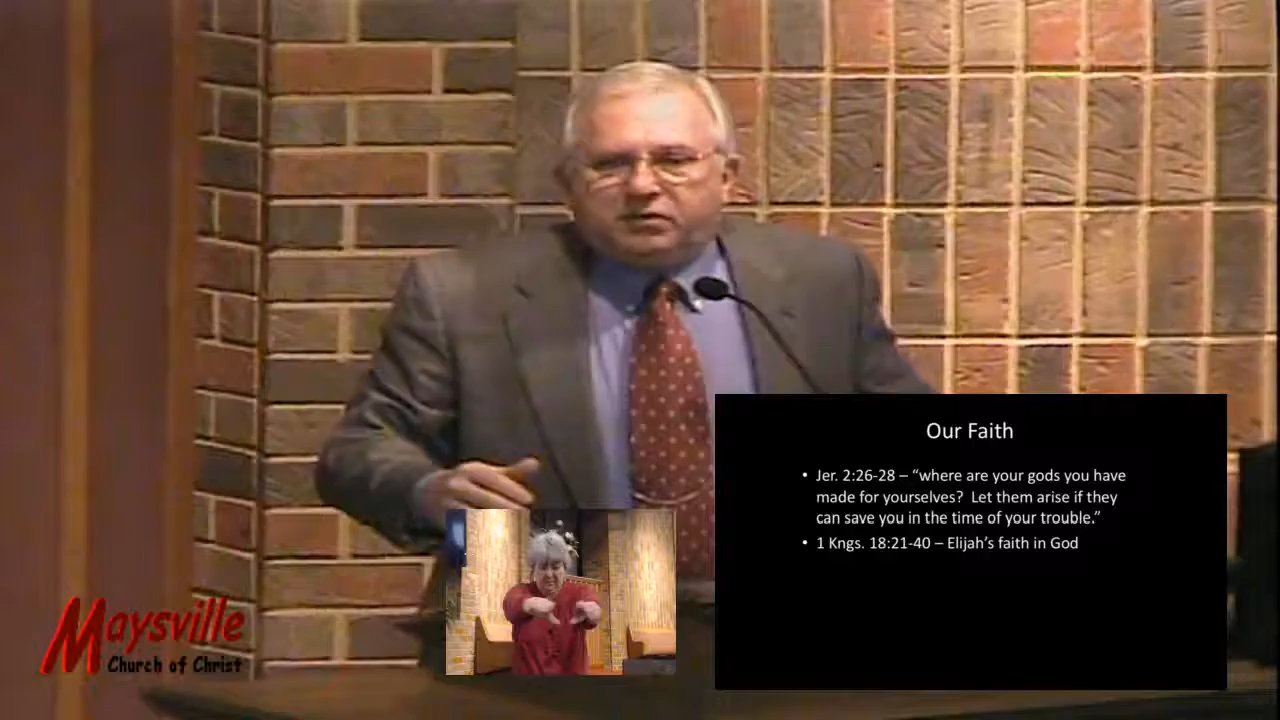 Our Faith
• Jer. 2:26-28 – “where are your gods you have
made for yourselves?  Let them arise if they
can save you in the time of your trouble.”
• 1 Kngs. 18:21-40 – Elijah’s faith in God
Maysville
Church of Christ